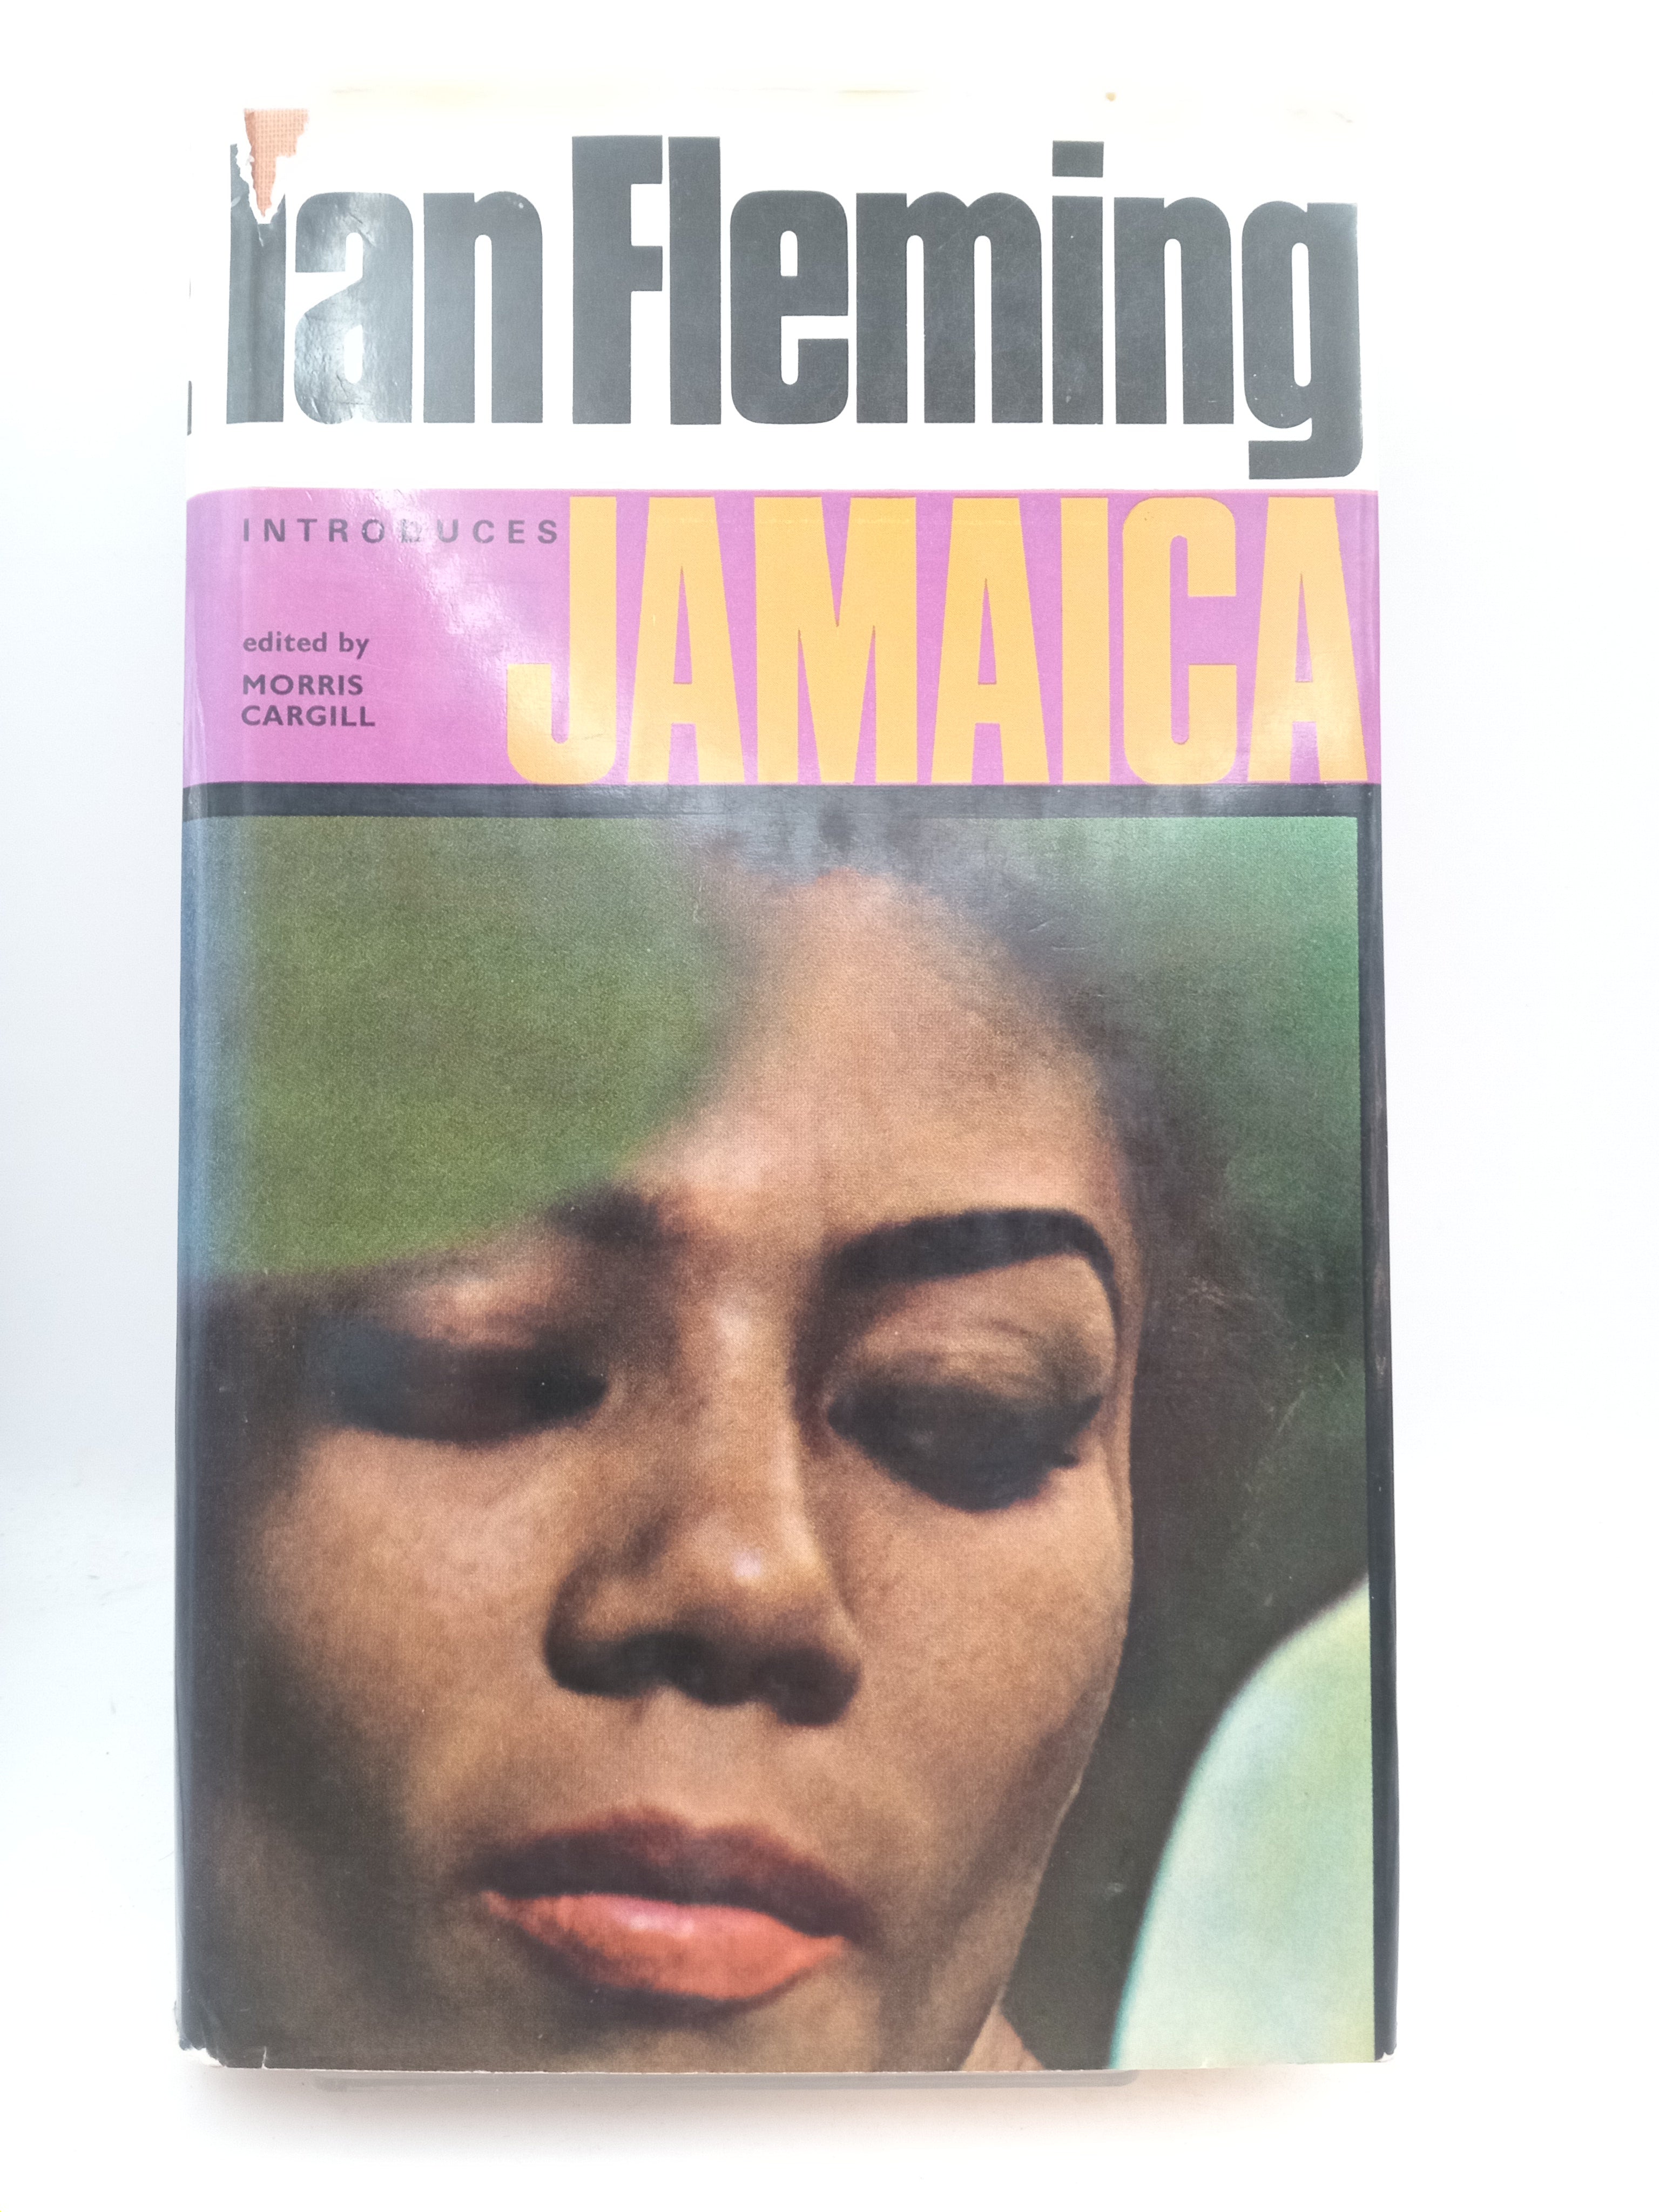 Ian Fleming
INTRODUCES JAMAICA
edited by
MORRIS
CARGILL